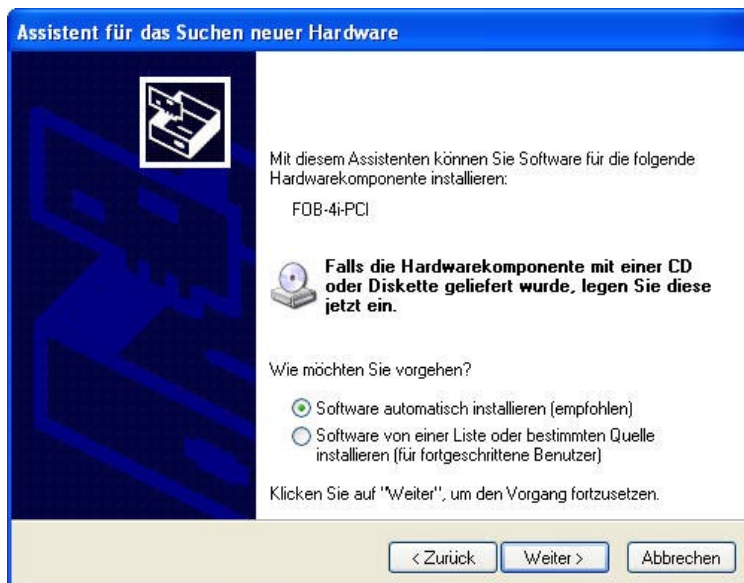 Assistent für das Suchen neuer Hardware
Mit diesem Assistenten können Sie Software für die folgende
Hardwarekomponente installieren:
FOB-4i-PCI
Falls die Hardwarekomponente mit einer CD
oder Diskette geliefert wurde, legen Sie diese
jetzt ein.
Wie möchten Sie vorgehen?
Software automatisch installieren (empfohlen)
Software von einer Liste oder bestimmten Quelle
installieren (für fortgeschrittene Benutzer)
Klicken Sie auf "Weiter", um den Vorgang fortzusetzen.
< Zurück Weiter > Abbrechen